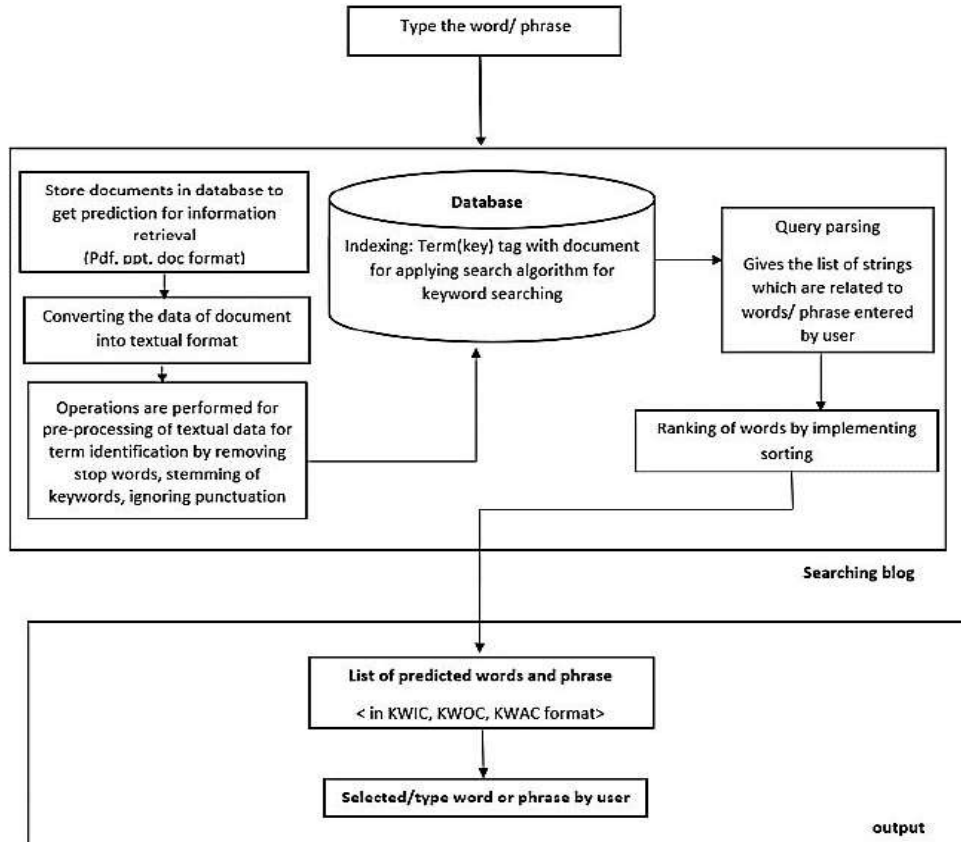 Type the word/ phrase
Store documents in database to
get prediction for information
retrieval
(Pdf, ppt, doc format)
Converting the data of document
into textual format
Operations are performed for
pre-processing of textual data for
term identification by removing
stop words, stemming of
keywords, ignoring punctuation
Database
Indexing: Term(key) tag with document
for applying search algorithm for
keyword searching
Query parsing
Gives the list of strings
which are related to
words/ phrase entered
by user
Ranking of words by implementing
sorting
Searching blog
List of predicted words and phrase
< in KWIC, KWOC, KWAC format>
Selected/type word or phrase by user
output